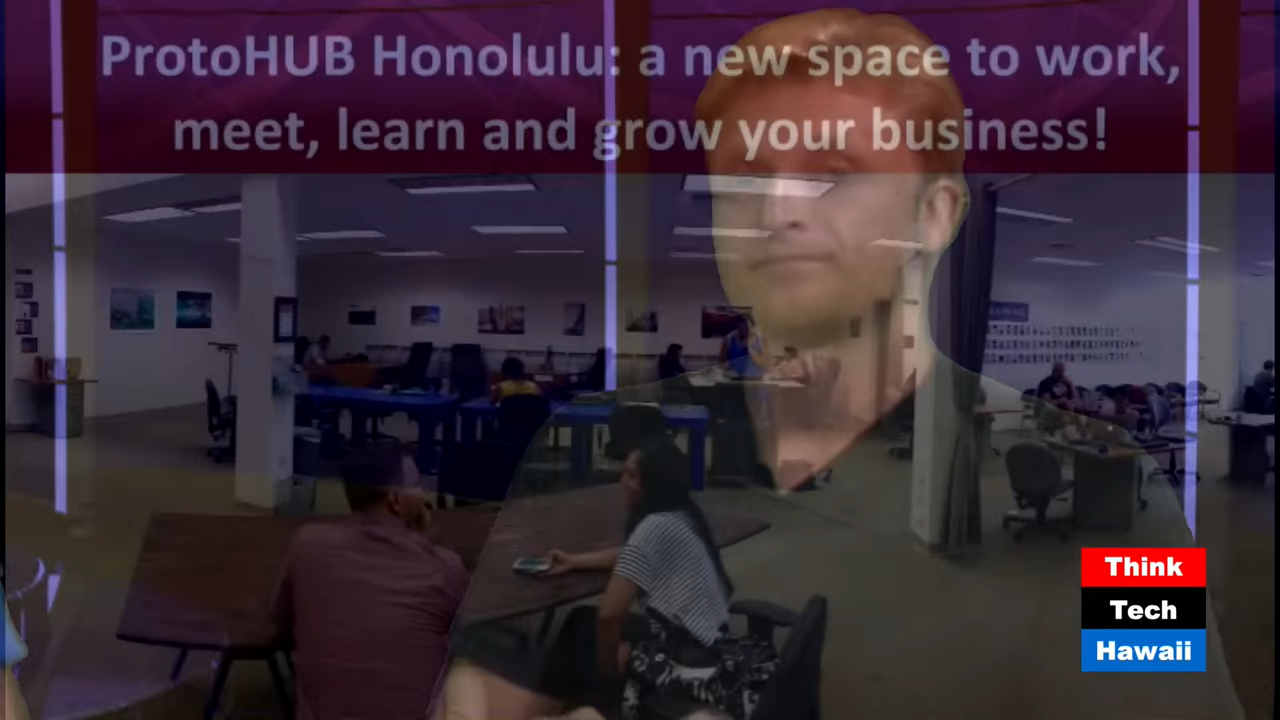 ProtoHUB Honolulu: a new space to work,
meet, learn and grow your business!
Think
Tech
Hawaii